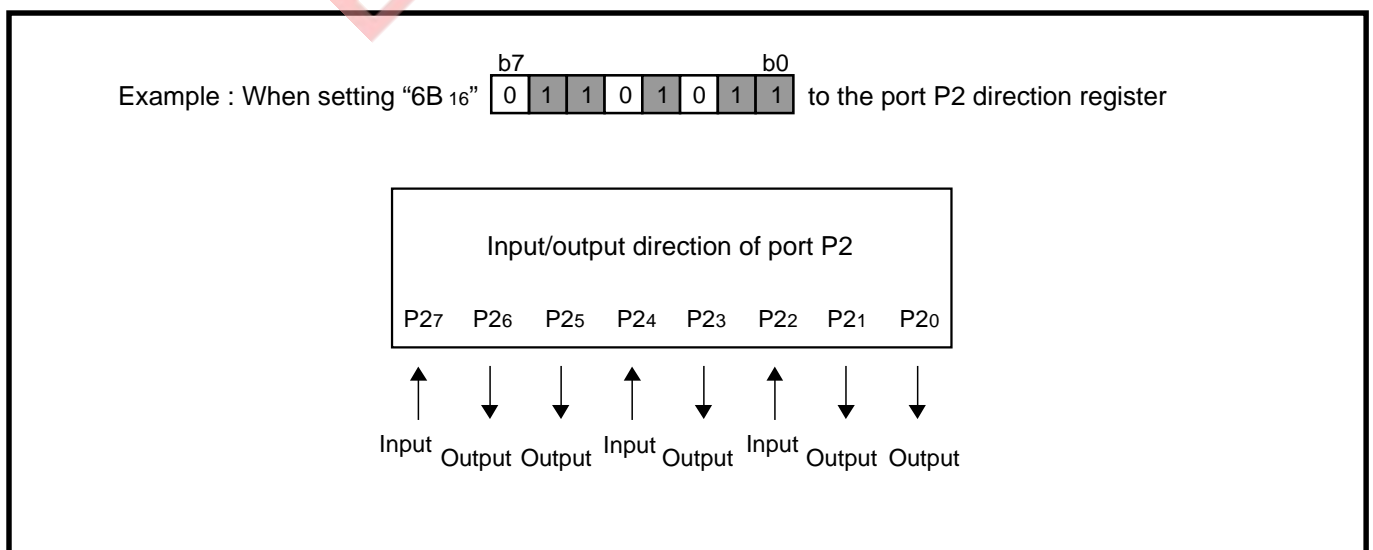 b7 b0
Example : When setting “6B 16” 0 1 1 0 1 0 1 1 to the port P2 direction register
Input/output direction of port P2
P27 P26 P25 P24 P23 P22 P21 P20
Input Output Output Input Output Input Output Output